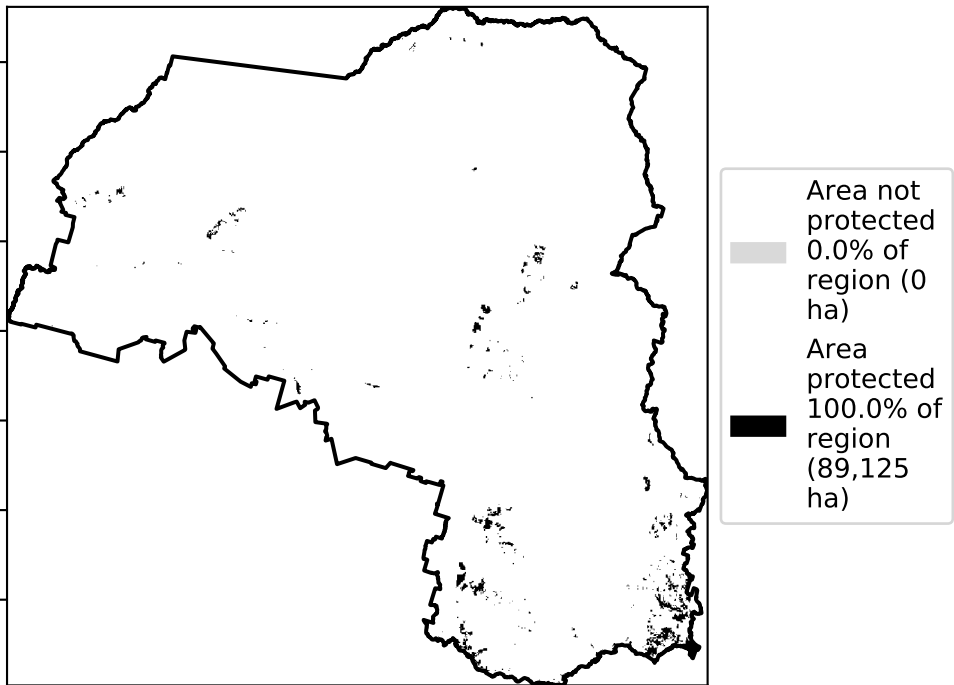 Area not
protected
0.0% of
region (0
ha)
Area
protected
100.0% of
region
(89,125
ha)